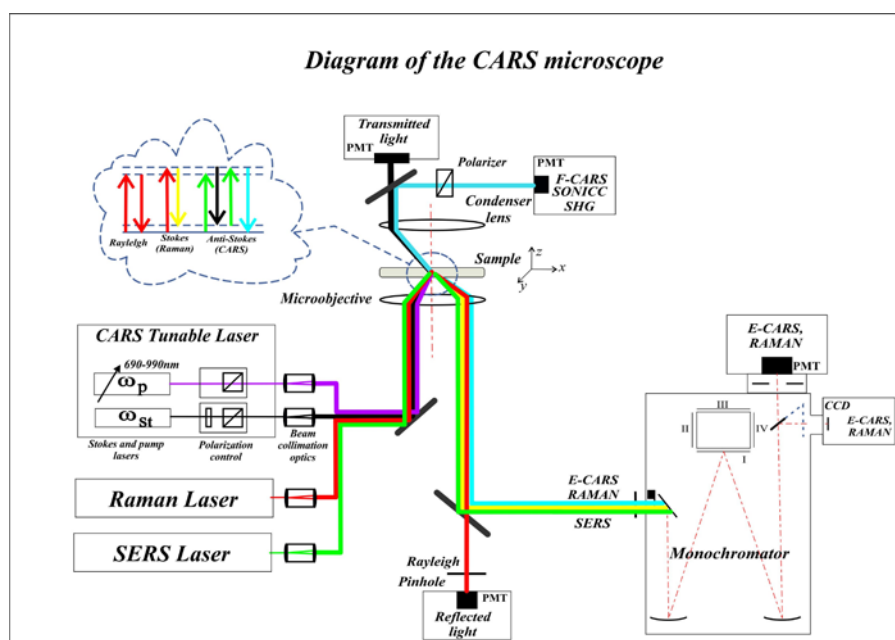 Diagram of the CARS microscope
Transmitted
light
PMT
Polarizer
PMT
F-CARS
SONICC
SHG
Condenser
lens
Rayleigh
Stokes
(Raman)
Anti-Stokes
(CARS)
Sample
z
x
y
Microobjective
CARS Tunable Laser
690-990nm
ωp
ωSt
Stokes and pump
lasers
Polarization
control
Beam
collimation
optics
Raman Laser
SERS Laser
E-CARS,
RAMAN
PMT
CCD
E-CARS,
RAMAN
III
II
IV
I
E-CARS
RAMAN
SERS
Monochromator
Rayleigh
Pinhole
PMT
Reflected
light